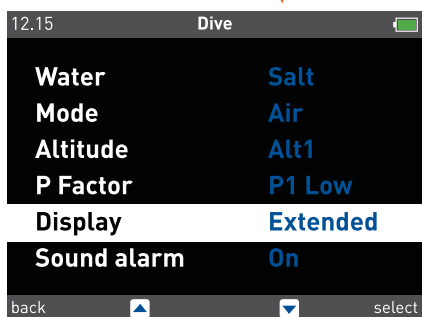 12.15 Dive
Water Salt
Mode Air
Altitude Alt1
P Factor P1 Low
Display Extended
Sound alarm On
back select